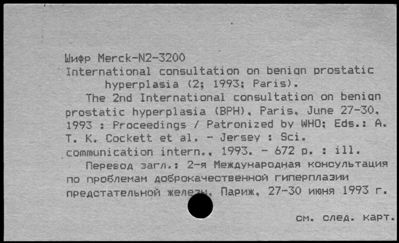 Шифр Merck-N2-3200
International consultation on benign prostatic
hyperplasia (2; 1993; Paris).
The 2nd International consultation on benign
prostatic hyperplasia (BPH), Paris, June 27-30,
1993 : Proceedings / Patronized by WHO; Eds.: A.
T. K. Cockett et al. - Jersey : Sci.
communication intern., 1993. - 672 p. : ill.
Перевод загл.: 2-я Международная консультация
по проблемам доброкачественной гиперплазии
предстательной железы, Париж, 27-30 июня 1993 г.
см. след. карт.